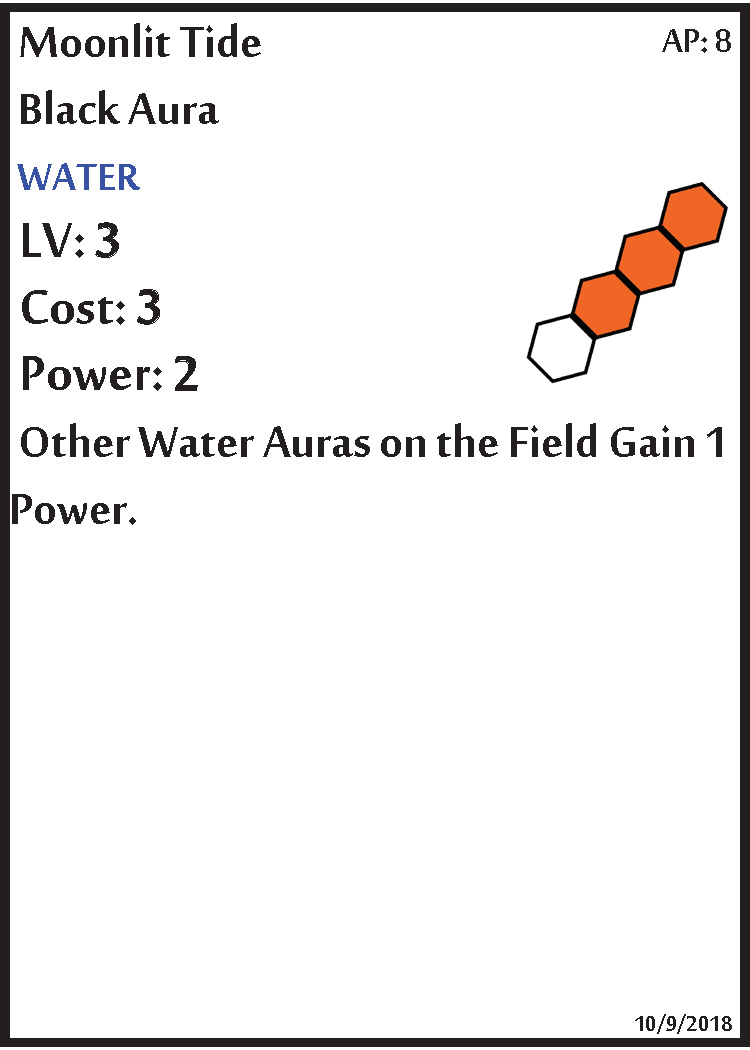 Moonlit Tide
AP: 8
Black Aura
WATER
LV: 3
Cost: 3
Power: 2
Other Water Auras on the Field Gain 1
Power.
10/9/2018